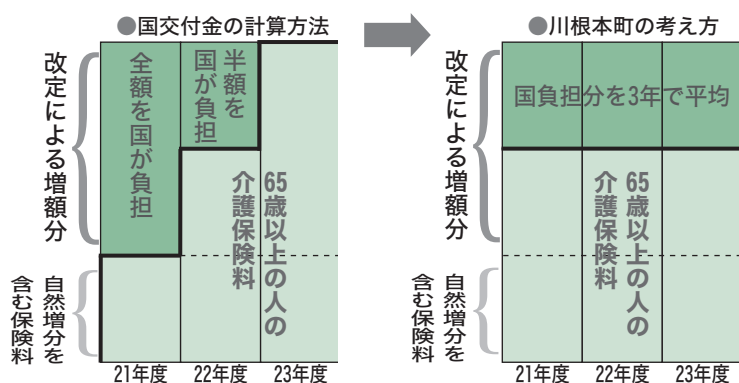 ●国交付金の計算方法
改定による増額分
自然増分を
含む保険料
全額を国が負担
半額を
国が負担
65歳以上の人の
介護保険料
21年度
22年度
23年度
●川根本町の考え方
改定による増額分
自然増分を
含む保険料
国負担分を3年で平均
65歳以上の人の
介護保険料
21年度
22年度
23年度